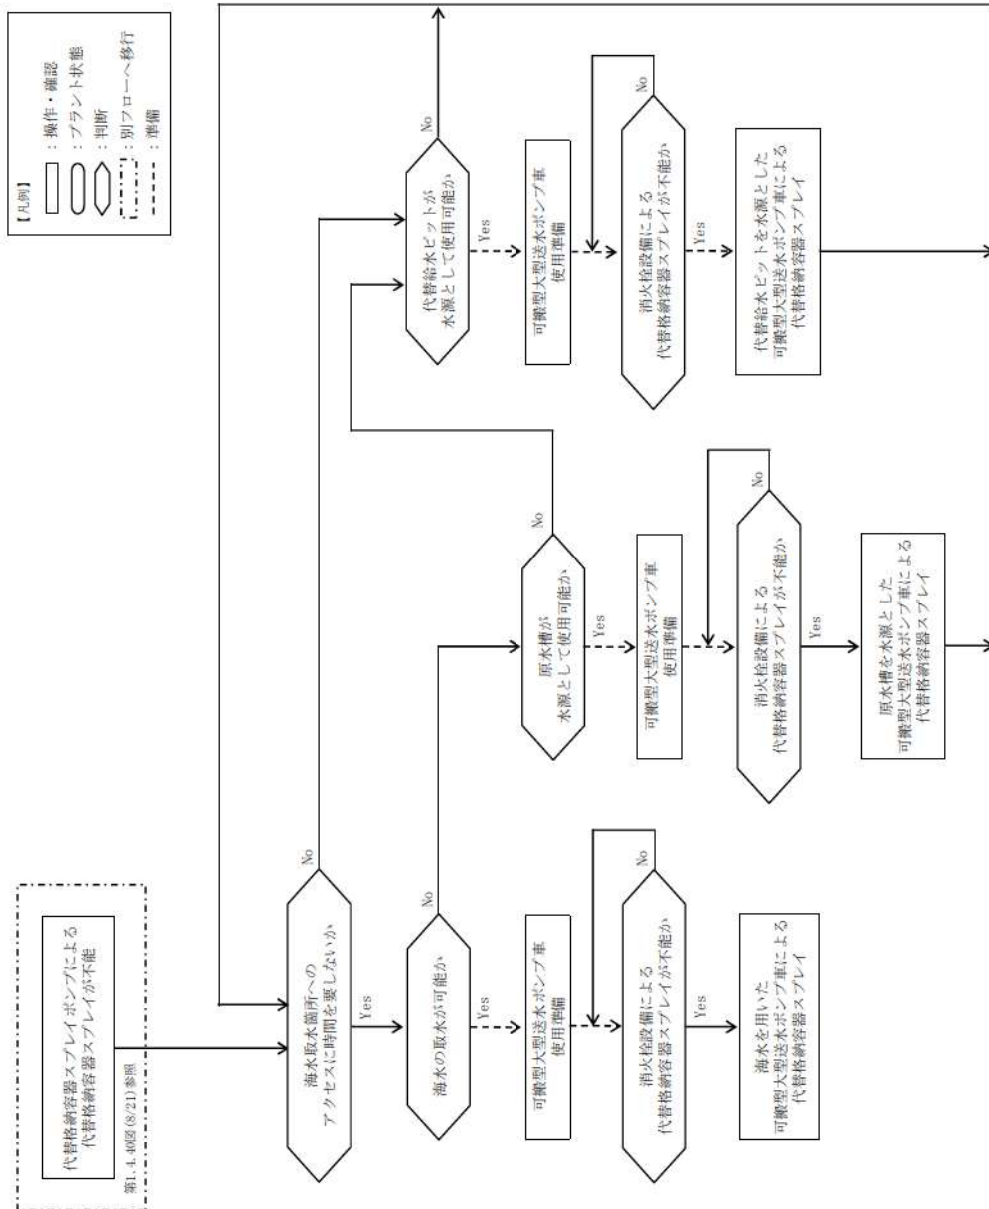 【凡例】
：操作・確認
：プラント状態
：判断
：別フローへ移行
：準備
代替格納容器スプレイポンプによる
代替格納容器スプレイが不能
第1.4.40図(8/21)参照
海水取水箇所への
アクセスに時間を要しないか
No
Yes
海水の取水が可能か
No
Yes
可搬型大型送水ポンプ車
使用準備
消火栓設備による
代替格納容器スプレイが不能か
No
Yes
海水を用いた
可搬型大型送水ポンプ車による
代替格納容器スプレイ
原水槽が
水源として使用可能か
No
Yes
可搬型大型送水ポンプ車
使用準備
消火栓設備による
代替格納容器スプレイが不能か
No
Yes
原水槽を水源とした
可搬型大型送水ポンプ車による
代替格納容器スプレイ
代替給水ピットが
水源として使用可能か
No
Yes
可搬型大型送水ポンプ車
使用準備
消火栓設備による
代替格納容器スプレイが不能か
No
Yes
代替給水ピットを水源とした
可搬型大型送水ポンプ車による
代替格納容器スプレイ